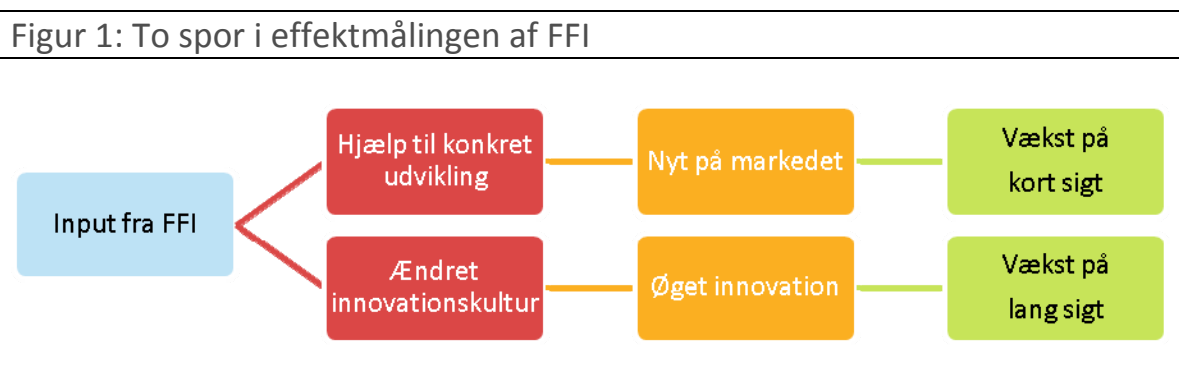 Figur 1: To spor i effektmålingen af FFI
Input fra FFI
Hjælp til konkret
udvikling
Nyt på markedet
Vækst på
kort sigt
Ændret
innovationskultur
Øget innovation
Vækst på
lang sigt